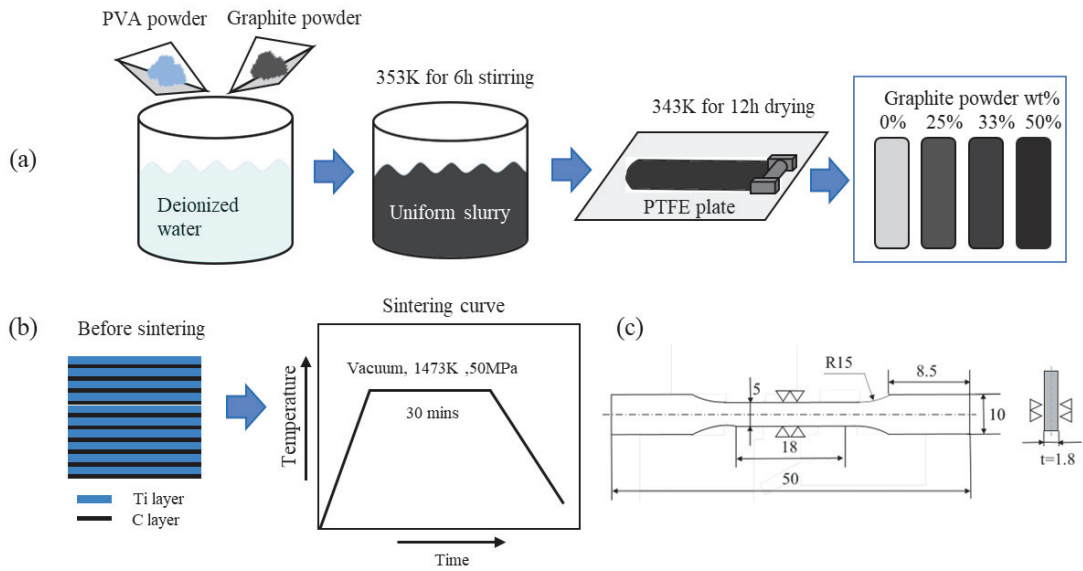 PVA powder
Graphite powder
353K for 6h stirring
343K for 12h drying
Graphite powder wt%
0% 25% 33% 50%
(a)
Deionized
water
Uniform slurry
PTFE plate
(b)
Before sintering
Ti layer
C layer
Sintering curve
Vacuum, 1473K ,50MPa
30 mins
Temperature
Time
(c)
R15
8.5
5
10
18
50
t=1.8